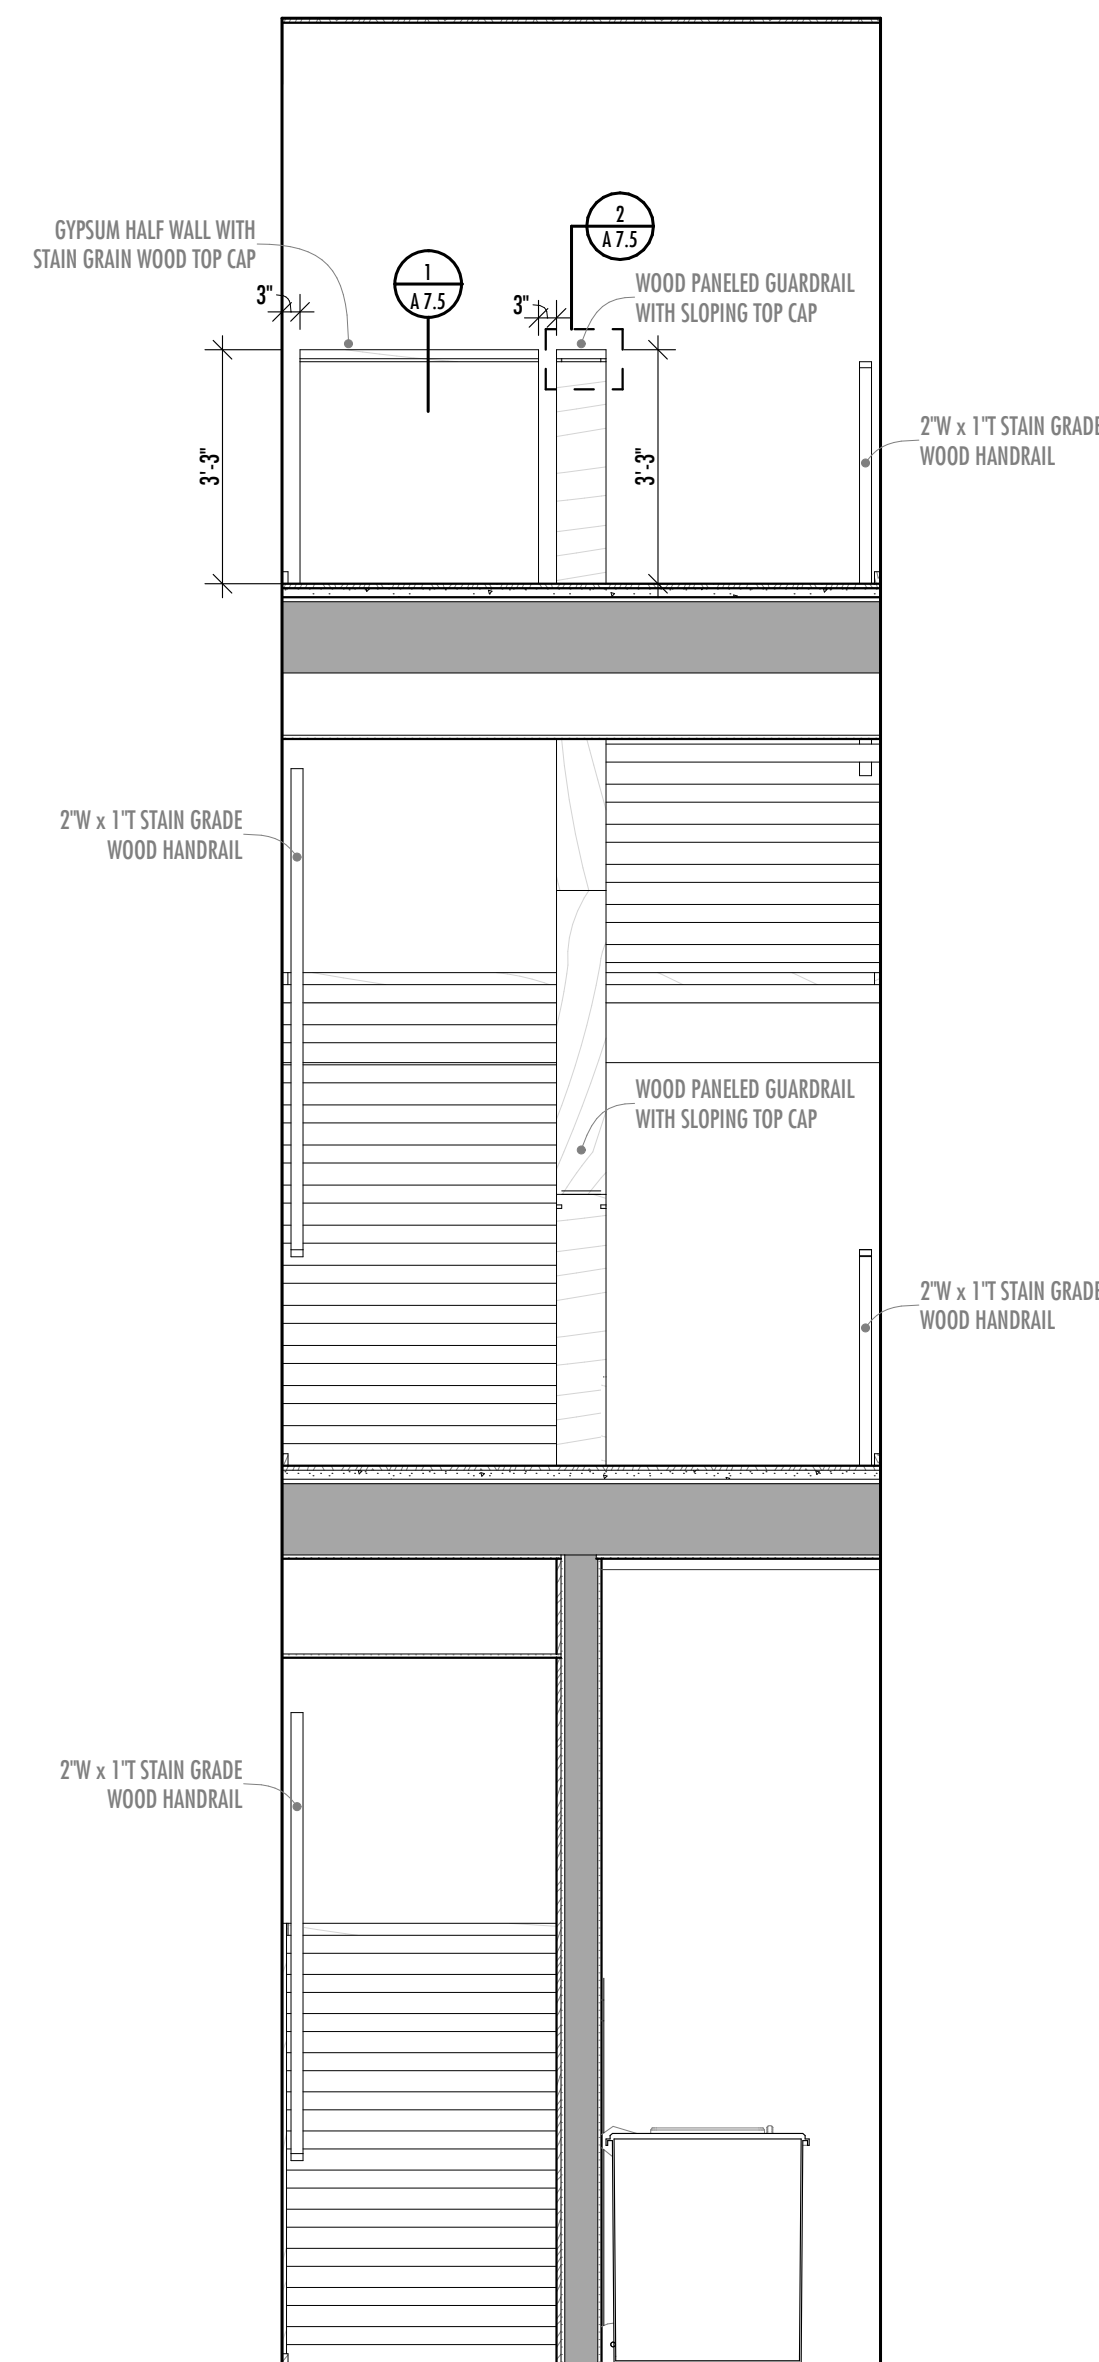 2
A 7.5
GYPSUM HALF WALL WITH
STAIN GRAIN WOOD TOP CAP
1
A 7.5
WOOD PANELED GUARDRAIL
WITH SLOPING TOP CAP
3"
3"
2"W x 1"T STAIN GRADE
WOOD HANDRAIL
3'-3"
3'-3"
2"W x 1"T STAIN GRADE
WOOD HANDRAIL
WOOD PANELED GUARDRAIL
WITH SLOPING TOP CAP
2"W x 1"T STAIN GRADE
WOOD HANDRAIL
2"W x 1"T STAIN GRADE
WOOD HANDRAIL